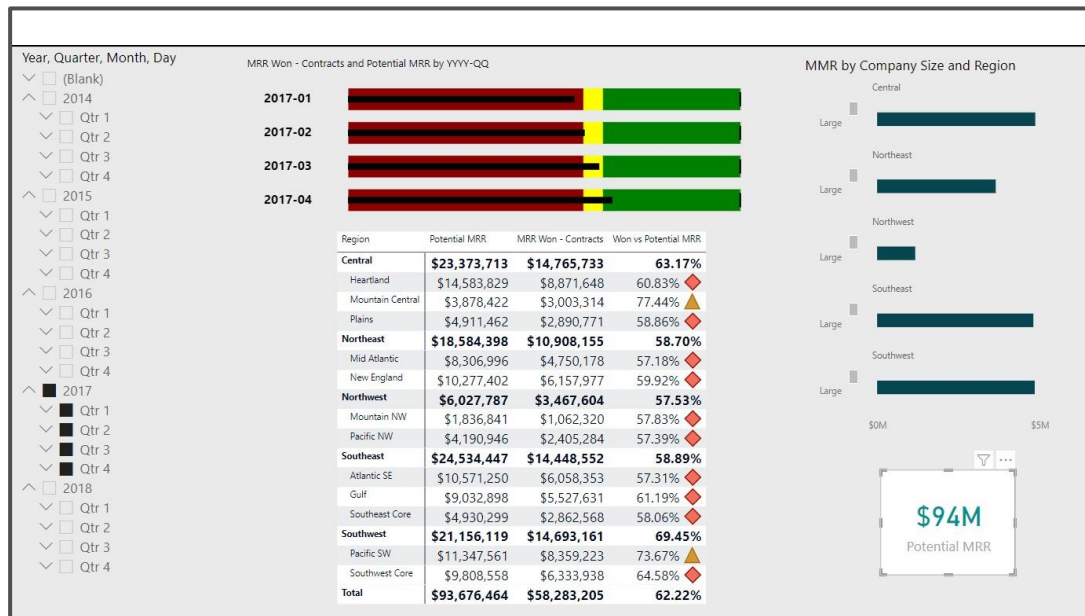 Year, Quarter, Month, Day
(Blank)
2014
Qtr 1
Qtr 2
Qtr 3
Qtr 4
2015
Qtr 1
Qtr 2
Qtr 3
Qtr 4
2016
Qtr 1
Qtr 2
Qtr 3
Qtr 4
2017
Qtr 1
Qtr 2
Qtr 3
Qtr 4
2018
Qtr 1
Qtr 2
Qtr 3
Qtr 4
MRR Won - Contracts and Potential MRR by YYYY-QQ
2017-01
2017-02
2017-03
2017-04
Region Potential MRR MRR Won - Contracts Won vs Potential MRR
Central $23,373,713 $14,765,733 63.17%
Heartland $14,583,829 $8,871,648 60.83%
Mountain Central $3,878,422 $3,003,314 77.44%
Plains $4,911,462 $2,890,771 58.86%
Northeast $18,584,398 $10,908,155 58.70%
Mid Atlantic $8,306,996 $4,750,178 57.18%
New England $10,277,402 $6,157,977 59.92%
Northwest $6,027,787 $3,467,604 57.53%
Mountain NW $1,836,841 $1,062,320 57.83%
Pacific NW $4,190,946 $2,405,284 57.39%
Southeast $24,534,447 $14,448,552 58.89%
Atlantic SE $10,571,250 $6,058,353 57.31%
Gulf $9,032,898 $5,527,631 61.19%
Southeast Core $4,930,299 $2,862,568 58.06%
Southwest $21,156,119 $14,693,161 69.45%
Pacific SW $11,347,561 $8,359,223 73.67%
Southwest Core $9,808,558 $6,333,938 64.58%
Total $93,676,464 $58,283,205 62.22%
MMR by Company Size and Region
Central
Large
Northeast
Large
Northwest
Large
Southeast
Large
Southwest
Large
$0M $5M
$94M
Potential MRR